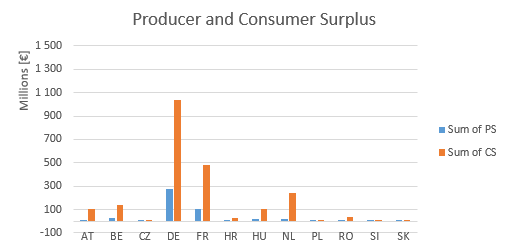 Producer and Consumer Surplus
Millions [€]
1 500
1 300
1 100
900
700
500
300
100
-100
AT BE CZ DE FR HR HU NL PL RO SI SK
Sum of PS
Sum of CS